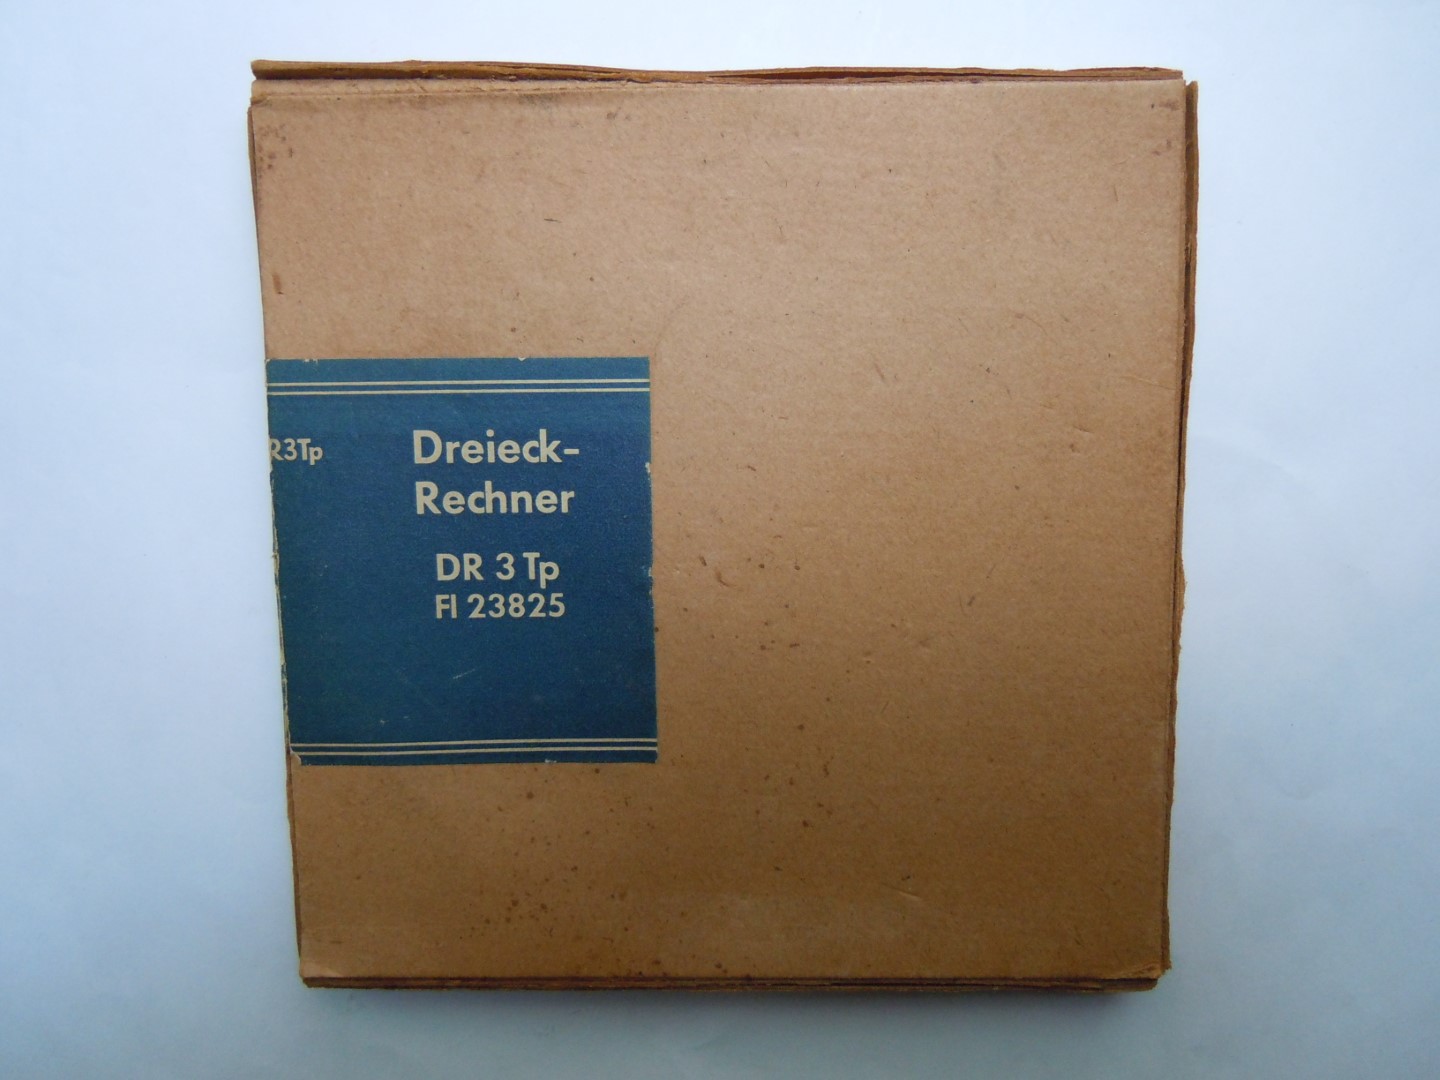 R3Tp
Dreieck-
Rechner
DR 3 Tp
Fl 23825